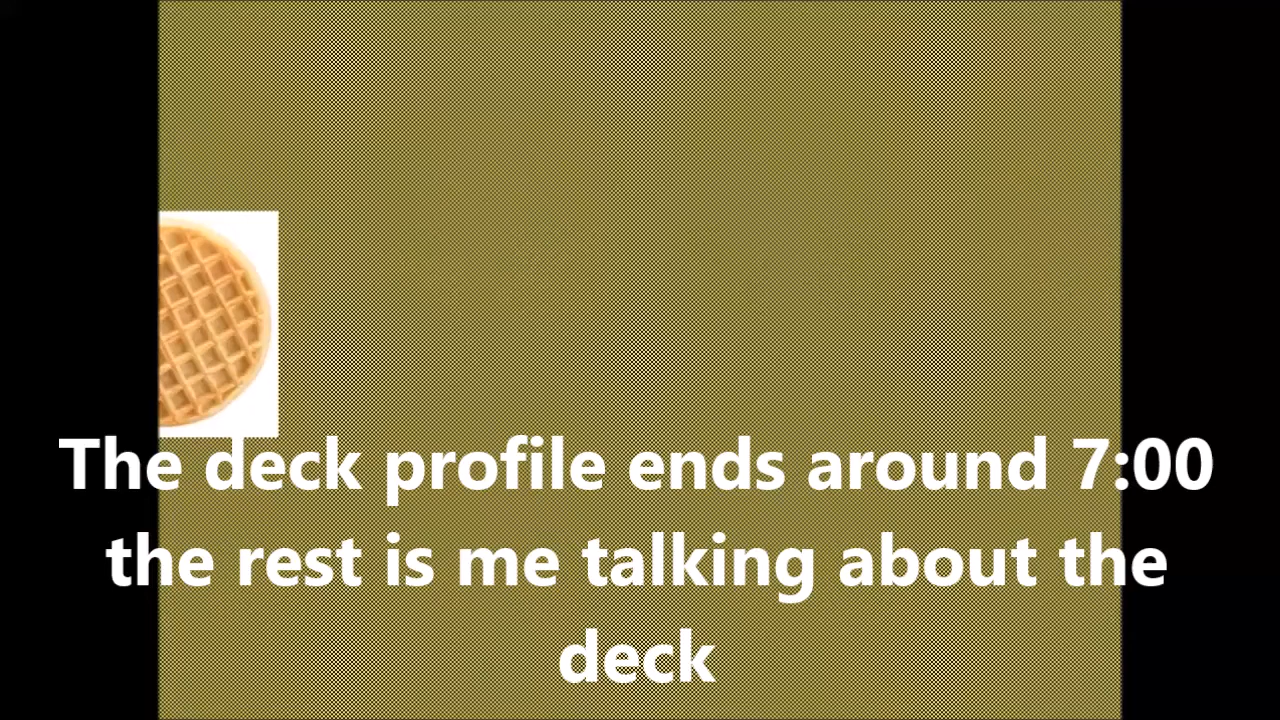 The deck profile ends around 7:00
the rest is me talking about the
deck